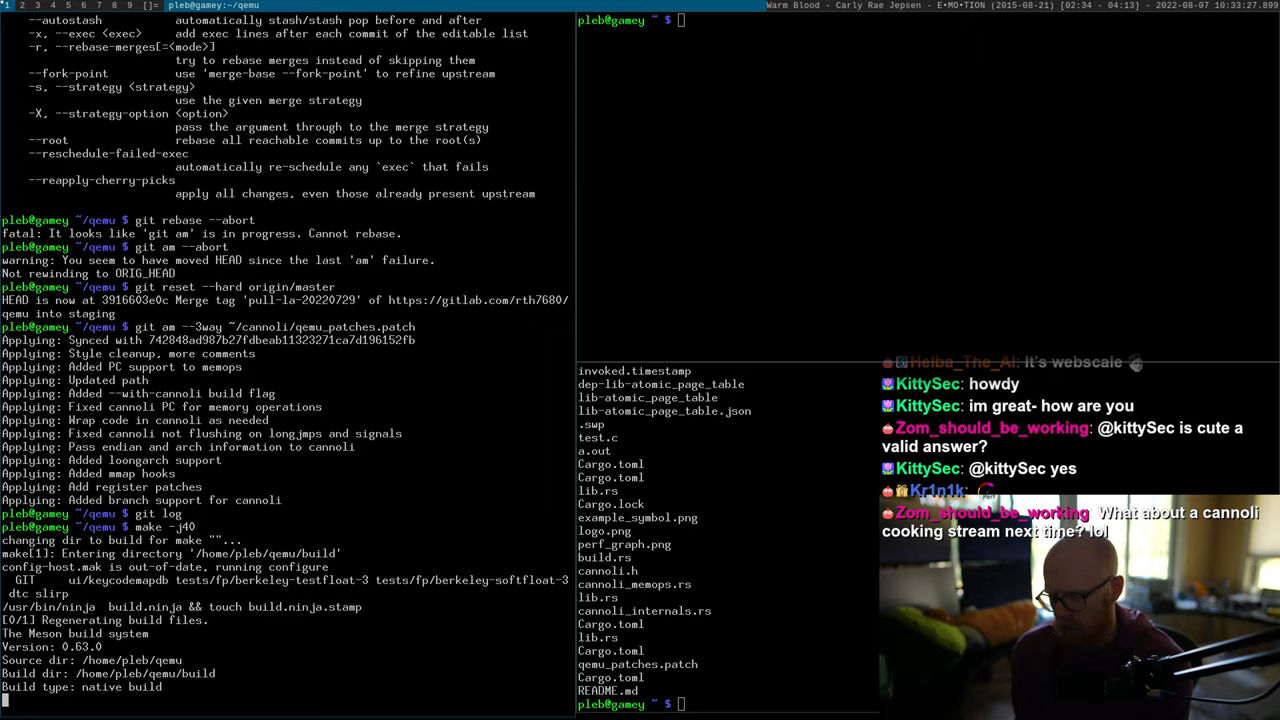 1 2 3 4 5 6 7 8 9 []= pleb@gamey:~/qemu
Warm Blood - Carly Rae Jepsen - E•MO•TION (2015-08-21) [02:34 - 04:13] - 2022-08-07 10:33:27.899
--autostash automatically stash/stash pop before and after
-x, --exec <exec> add exec lines after each commit of the editable list
-r, --rebase-merges[=<mode>]
try to rebase merges instead of skipping them
--fork-point use 'merge-base --fork-point' to refine upstream
-s, --strategy <strategy>
use the given merge strategy
-X, --strategy-option <option>
pass the argument through to the merge strategy
--root rebase all reachable commits up to the root(s)
--reschedule-failed-exec
automatically re-schedule any `exec` that fails
--reapply-cherry-picks
apply all changes, even those already present upstream
pleb@gamey ~/qemu $ git rebase --abort
fatal: It looks like 'git am' is in progress. Cannot rebase.
pleb@gamey ~/qemu $ git am --abort
warning: You seem to have moved HEAD since the last 'am' failure.
Not rewinding to ORIG_HEAD
pleb@gamey ~/qemu $ git reset --hard origin/master
HEAD is now at 3916603e0c Merge tag 'pull-la-20220729' of https://gitlab.com/rth7680/
qemu into staging
pleb@gamey ~/qemu $ git am --3way ~/cannoli/qemu_patches.patch
Applying: Synced with 742848ad987b27fdbeab11323271ca7d196152fb
Applying: Style cleanup, more comments
Applying: Added PC support to memops
Applying: Updated path
Applying: Added --with-cannoli build flag
Applying: Fixed cannoli PC for memory operations
Applying: Wrap code in cannoli as needed
Applying: Fixed cannoli not flushing on longjmps and signals
Applying: Pass endian and arch information to cannoli
Applying: Added loongarch support
Applying: Added mmap hooks
Applying: Add register patches
Applying: Added branch support for cannoli
pleb@gamey ~/qemu $ git log
pleb@gamey ~/qemu $ make -j40
changing dir to build for make ""...
make[1]: Entering directory '/home/pleb/qemu/build'
config-host.mak is out-of-date, running configure
GIT ui/keycodemapdb tests/fp/berkeley-testfloat-3 tests/fp/berkeley-softfloat-3
dtc slirp
/usr/bin/ninja build.ninja && touch build.ninja.stamp
[0/1] Regenerating build files.
The Meson build system
Version: 0.63.0
Source dir: /home/pleb/qemu
Build dir: /home/pleb/qemu/build
Build type: native build
pleb@gamey ~ $
invoked.timestamp
dep-lib-atomic_page_table
lib-atomic_page_table
lib-atomic_page_table.json
.swp
test.c
a.out
Cargo.toml
Cargo.toml
lib.rs
Cargo.lock
example_symbol.png
logo.png
perf_graph.png
build.rs
cannoli.h
cannoli_memops.rs
lib.rs
cannoli_internals.rs
Cargo.toml
lib.rs
Cargo.toml
qemu_patches.patch
Cargo.toml
README.md
pleb@gamey ~ $
Helba_The_AI: It's webscale
KittySec: howdy
KittySec: im great- how are you
Zom_should_be_working: @kittySec is cute a
valid answer?
KittySec: @kittySec yes
Kr1n1k:
Zom_should_be_working What about a cannoli
cooking stream next time? lol